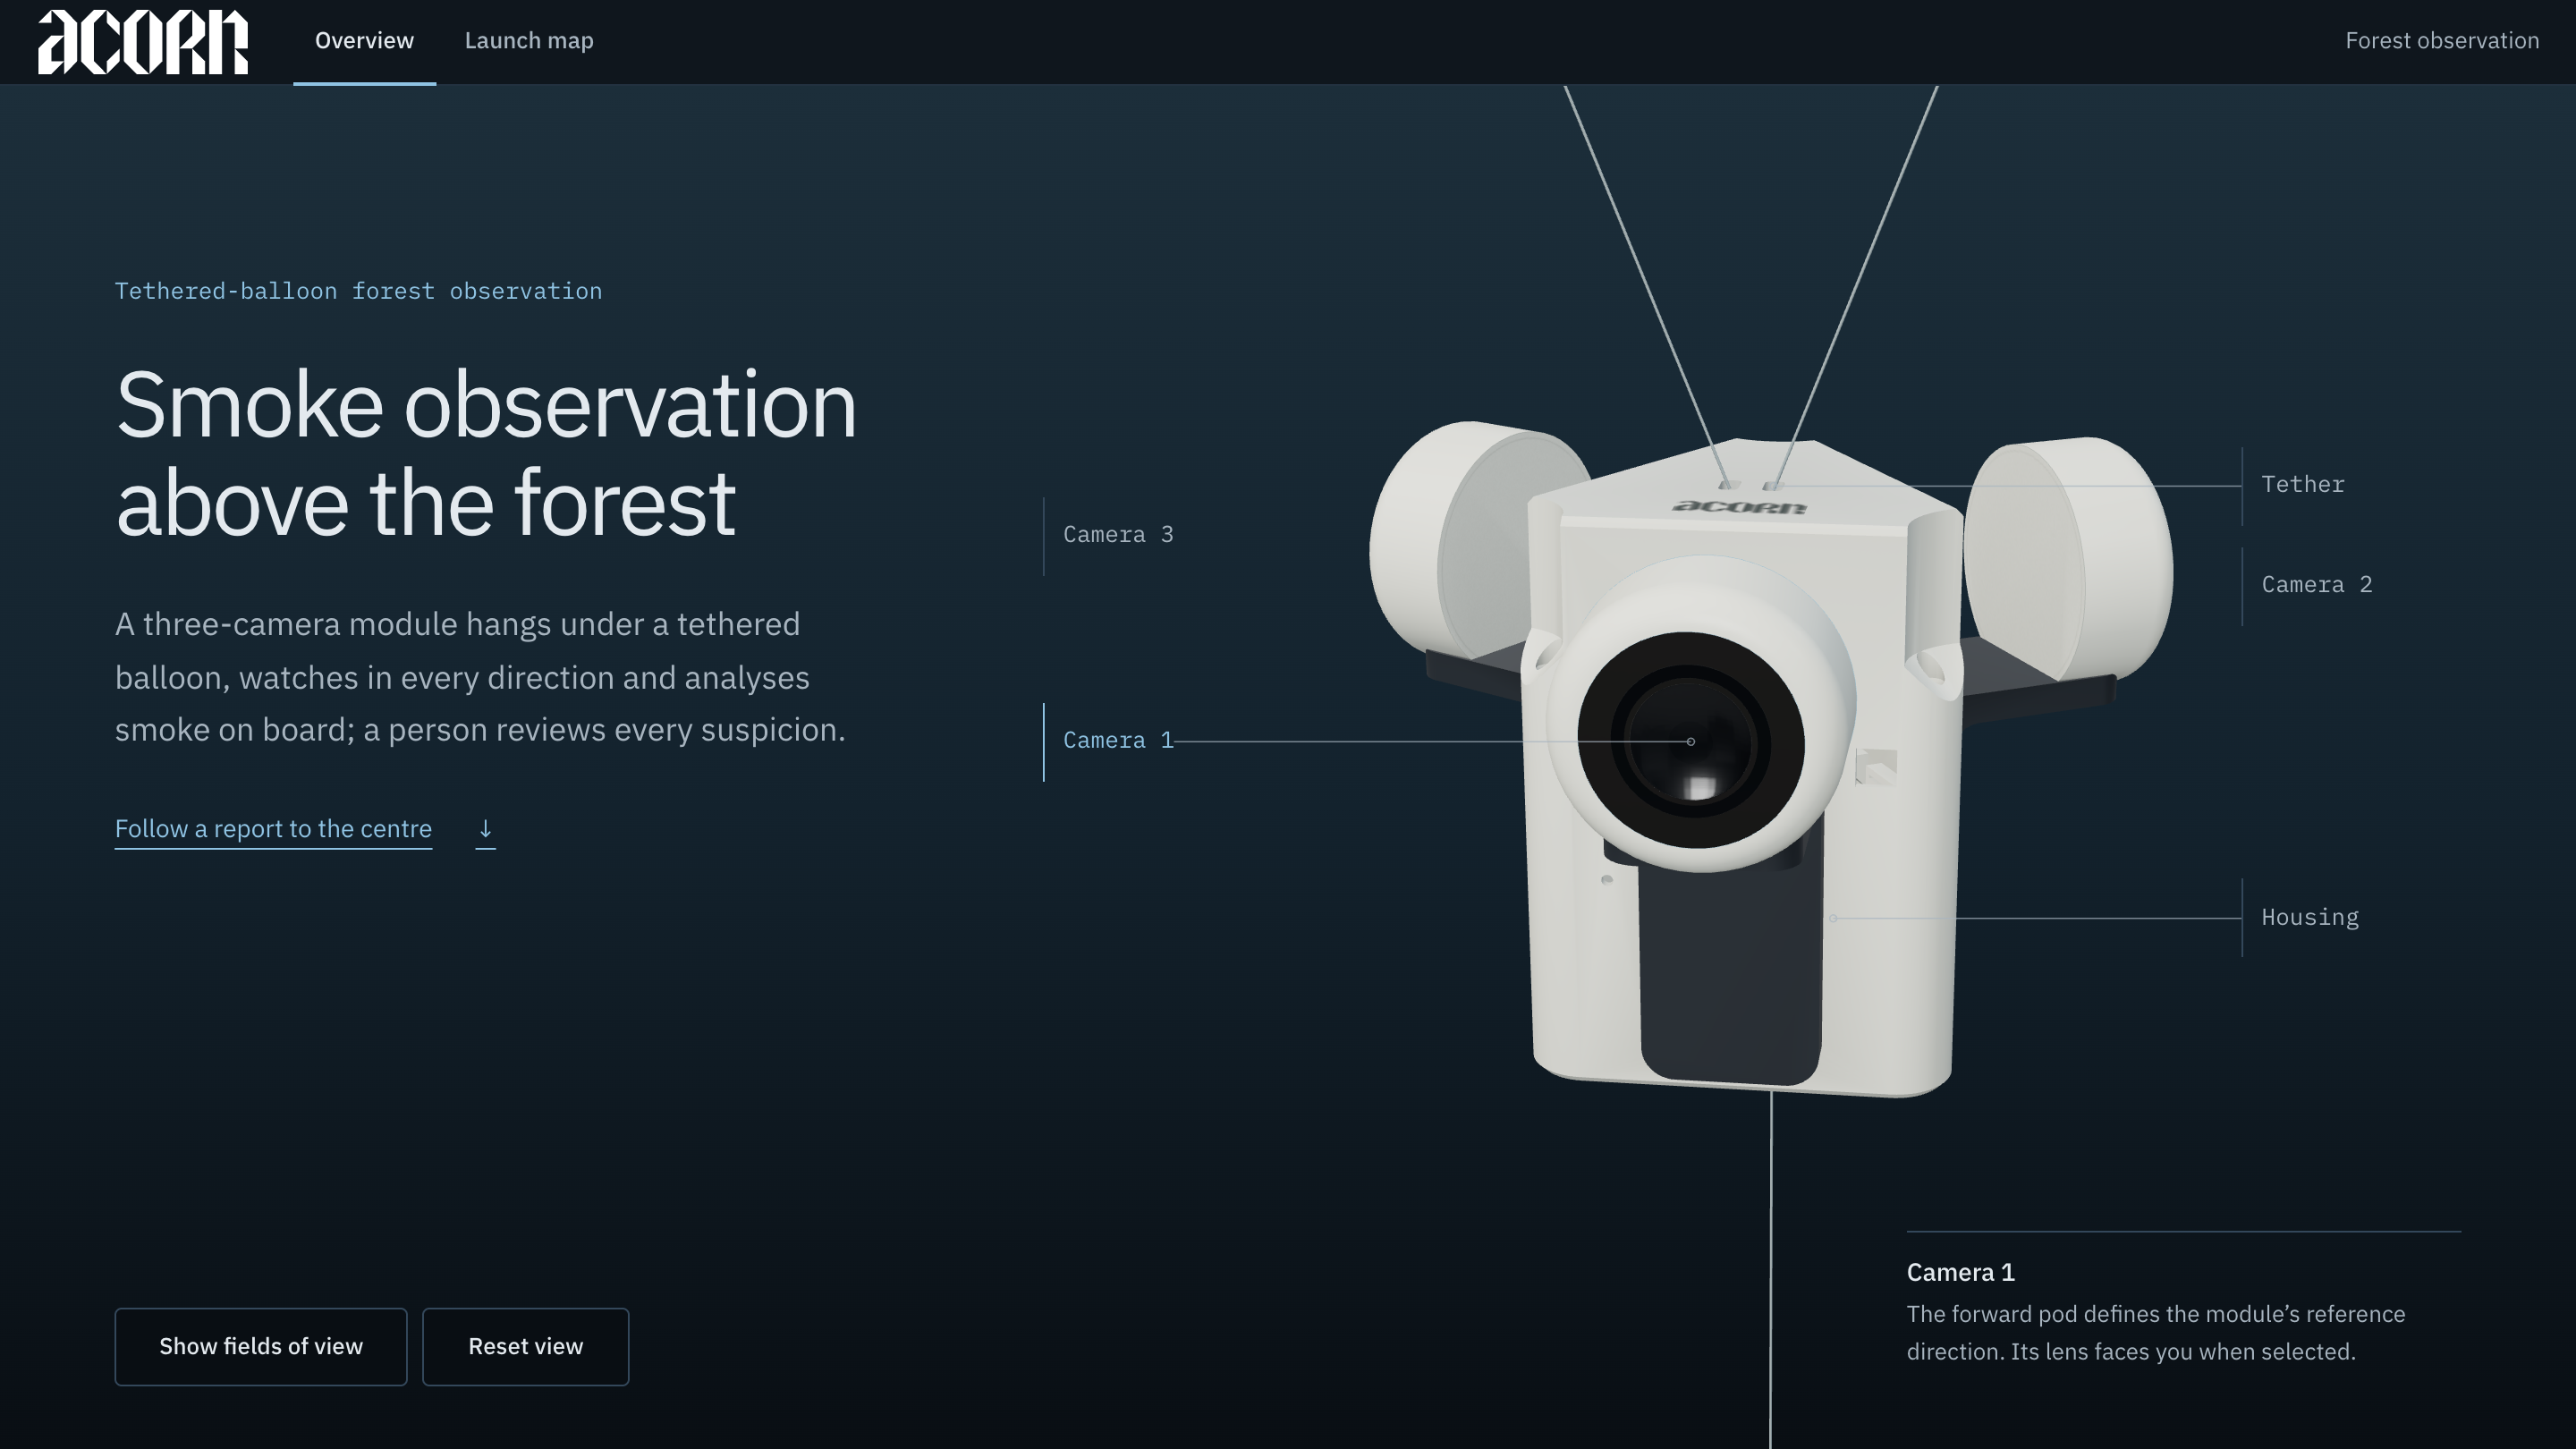 acorn
Overview
Launch map
Forest observation
Tethered-balloon forest observation
Smoke observation
above the forest
A three-camera module hangs under a tethered
balloon, watches in every direction and analyses
smoke on board; a person reviews every suspicion.
Follow a report to the centre
↓
Camera 3
Camera 1
acorn
Tether
Camera 2
Housing
Show fields of view
Reset view
Camera 1
The forward pod defines the module’s reference
direction. Its lens faces you when selected.